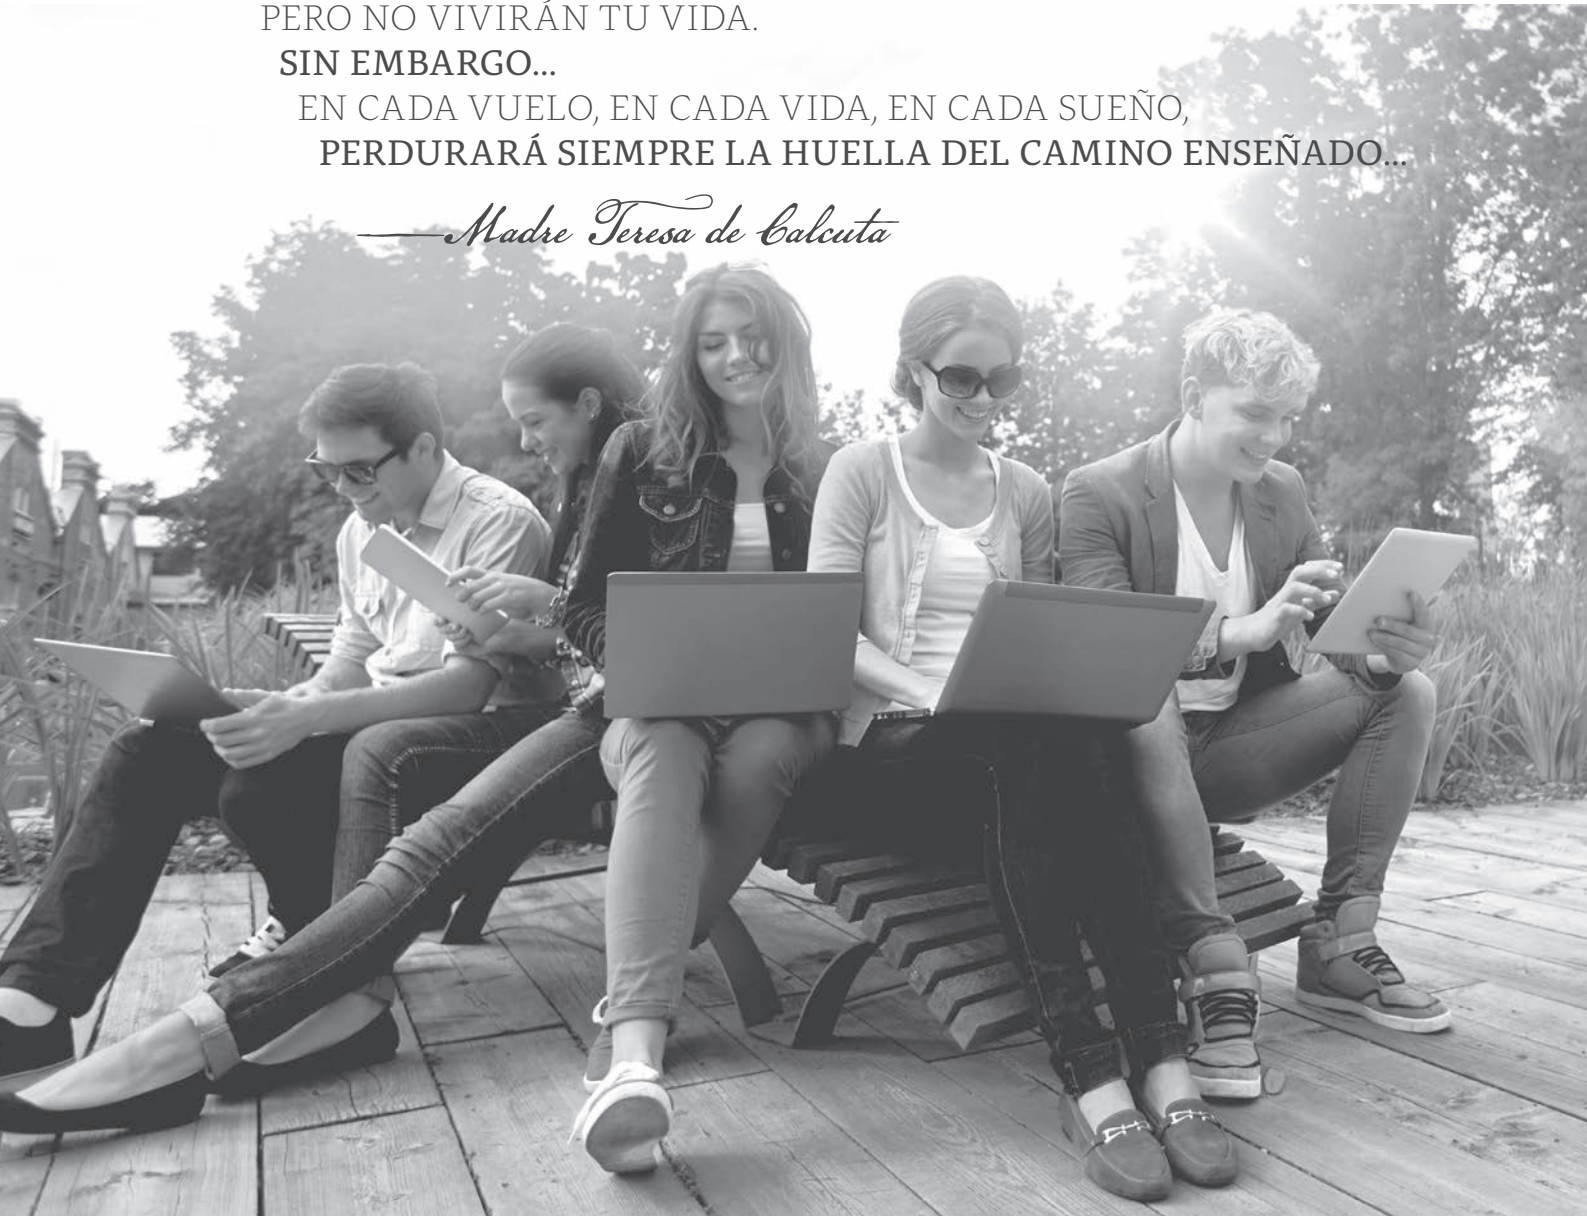 PERO NO VIVIRÁN TU VIDA.
SIN EMBARGO...
EN CADA VUELO, EN CADA VIDA, EN CADA SUEÑO,
PERDURARÁ SIEMPRE LA HUELLA DEL CAMINO ENSEÑADO...
Madre Teresa de Calcuta